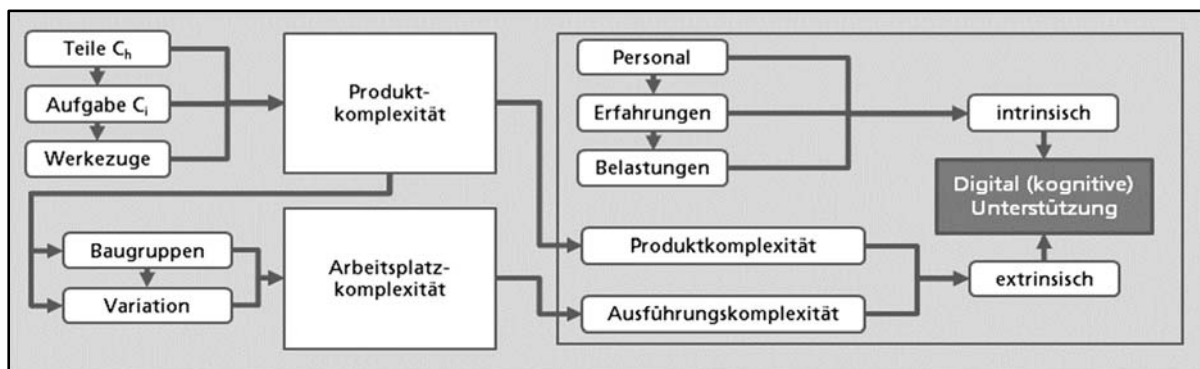 Teile Ch
Aufgabe Ci
Werkezuge
Produkt-
komplexität
Baugruppen
Variation
Arbeitsplatz-
komplexität
Personal
Erfahrungen
Belastungen
intrinsisch
Digital (kognitive)
Unterstützung
Produktkomplexität
Ausführungskomplexität
extrinsisch